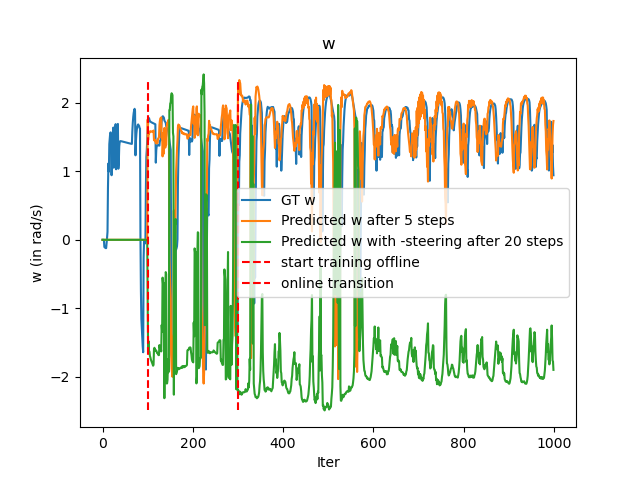 w
w (in rad/s)
2
1
0
−1
−2
GT w
Predicted w after 5 steps
Predicted w with -steering after 20 steps
start training offline
online transition
0 200 400 600 800 1000
Iter